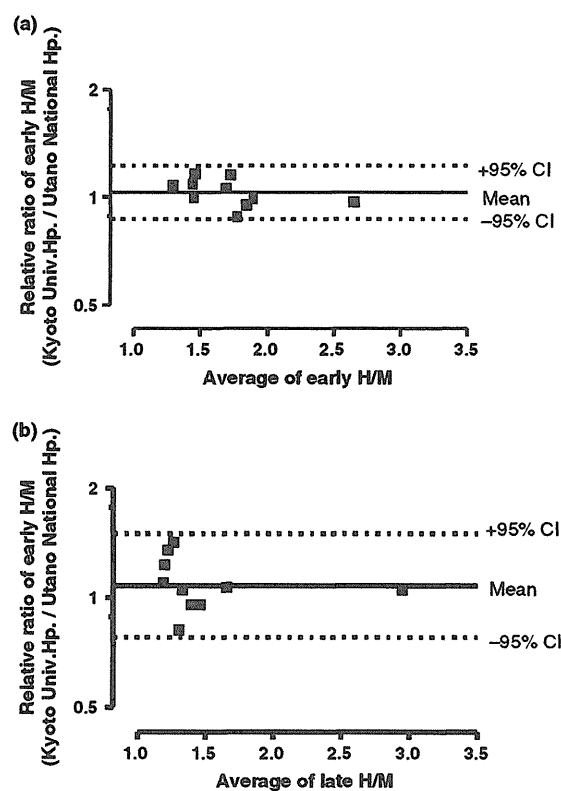 (a)
Relative ratio of early H/M
(Kyoto Univ.Hp. / Utano National Hp.)
2
1
0.5
+95% CI
Mean
–95% CI
1.0 1.5 2.0 2.5 3.0 3.5
Average of early H/M
(b)
Relative ratio of early H/M
(Kyoto Univ.Hp. / Utano National Hp.)
2
1
0.5
+95% CI
Mean
–95% CI
1.0 1.5 2.0 2.5 3.0 3.5
Average of late H/M